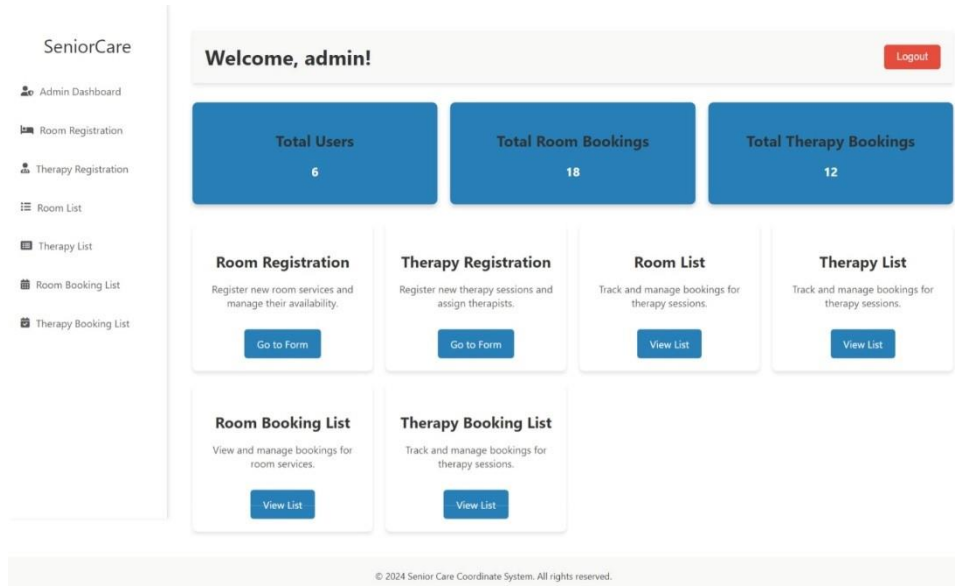 SeniorCare
Admin Dashboard
Room Registration
Therapy Registration
Room List
Therapy List
Room Booking List
Therapy Booking List
Welcome, admin!
Logout
Total Users
6
Total Room Bookings
18
Total Therapy Bookings
12
Room Registration
Register new room services and
manage their availability.
Go to Form
Therapy Registration
Register new therapy sessions and
assign therapists.
Go to Form
Room List
Track and manage bookings for
therapy sessions.
View List
Therapy List
Track and manage bookings for
therapy sessions.
View List
Room Booking List
View and manage bookings for
room services.
View List
Therapy Booking List
Track and manage bookings for
therapy sessions.
View List
© 2024 Senior Care Coordinate System. All rights reserved.